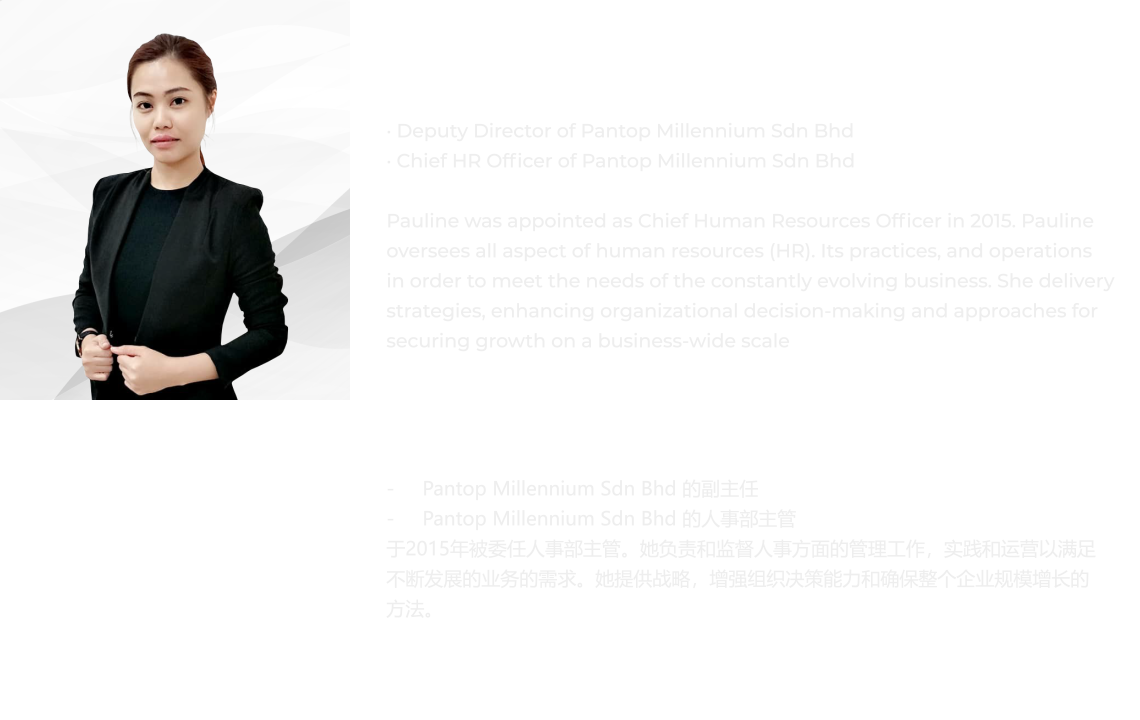 · Deputy Director of Pantop Millennium Sdn Bhd
· Chief HR Officer of Pantop Millennium Sdn Bhd
Pauline was appointed as Chief Human Resources Officer in 2015. Pauline
oversees all aspect of human resources (HR). Its practices, and operations
in order to meet the needs of the constantly evolving business. She delivery
strategies, enhancing organizational decision-making and approaches for
securing growth on a business-wide scale
- Pantop Millennium Sdn Bhd 的副主任
- Pantop Millennium Sdn Bhd 的人事部主管
于2015年被委任人事部主管。她负责和监督人事方面的管理工作，实践和运营以满足
不断发展的业务的需求。她提供战略，增强组织决策能力和确保整个企业规模增长的
方法。